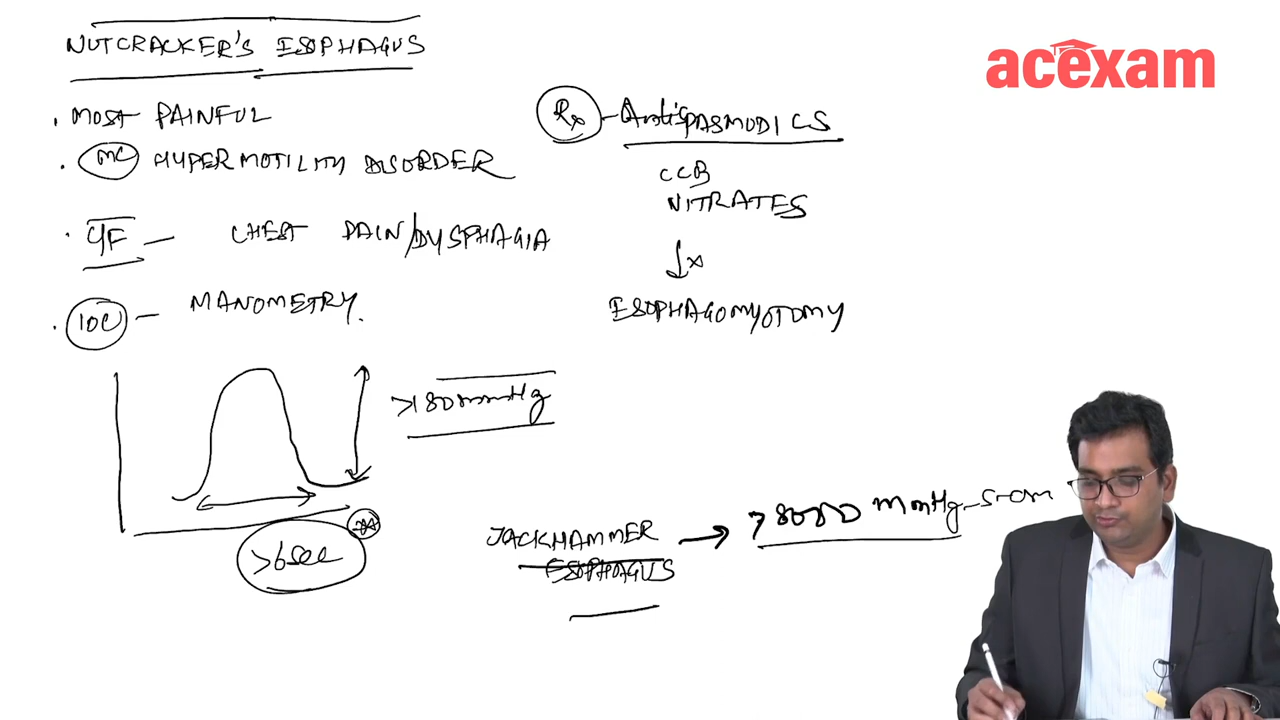 NUTCRACKER'S ESOPHAGUS
acexam
. MOST PAINFUL
. MC HYPERMOTILITY DISORDER
. C/F - CHEST PAIN/DYSPHAGIA
. IOC - MANOMETRY.
>180mmHg
>6sec
Rx - AntiSPASMODICS
CCB
NITRATES
↓x
ESOPHAGOMYOTOMY
JACKHAMMER → >8000 mmHg-s-cm
ESOPHAGUS